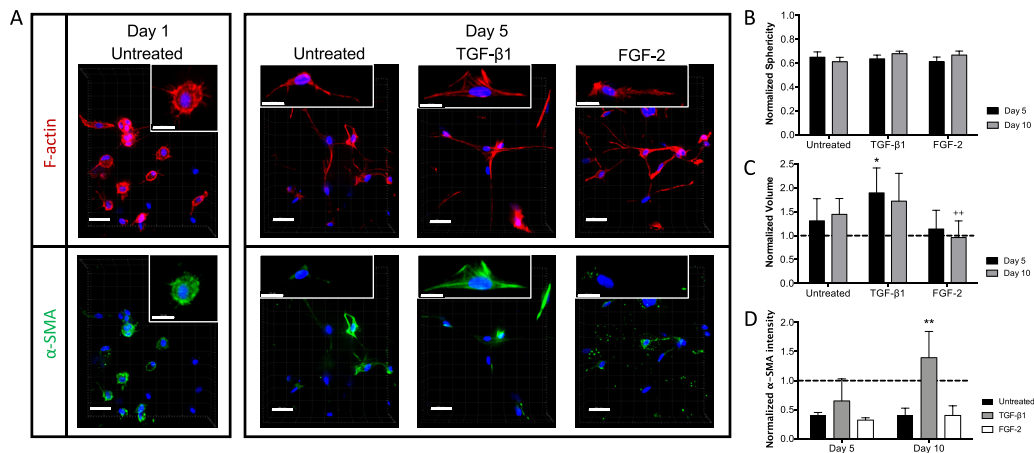 A
Day 1
Untreated
Day 5
Untreated
TGF-β1
FGF-2
F-actin
α-SMA
B
Normalized Sphericity
1.0
0.8
0.6
0.4
0.2
0.0
Untreated
TGF-β1
FGF-2
Day 5
Day 10
C
Normalized Volume
2.5
2.0
1.5
1.0
0.5
0.0
*
++
Untreated
TGF-β1
FGF-2
Day 5
Day 10
D
Normalized α-SMA intensity
2.0
1.5
1.0
0.5
0.0
**
Day 5
Day 10
Untreated
TGF-β1
FGF-2